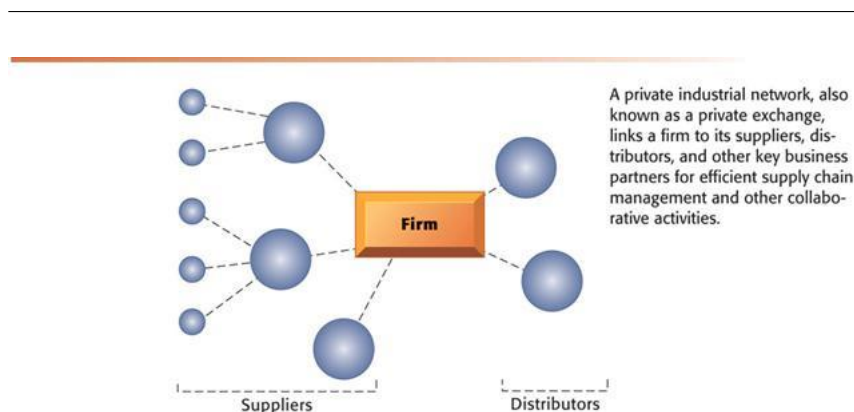 A private industrial network, also
known as a private exchange,
links a firm to its suppliers, dis-
tributors, and other key business
partners for efficient supply chain
management and other collabo-
rative activities.
Firm
Suppliers
Distributors